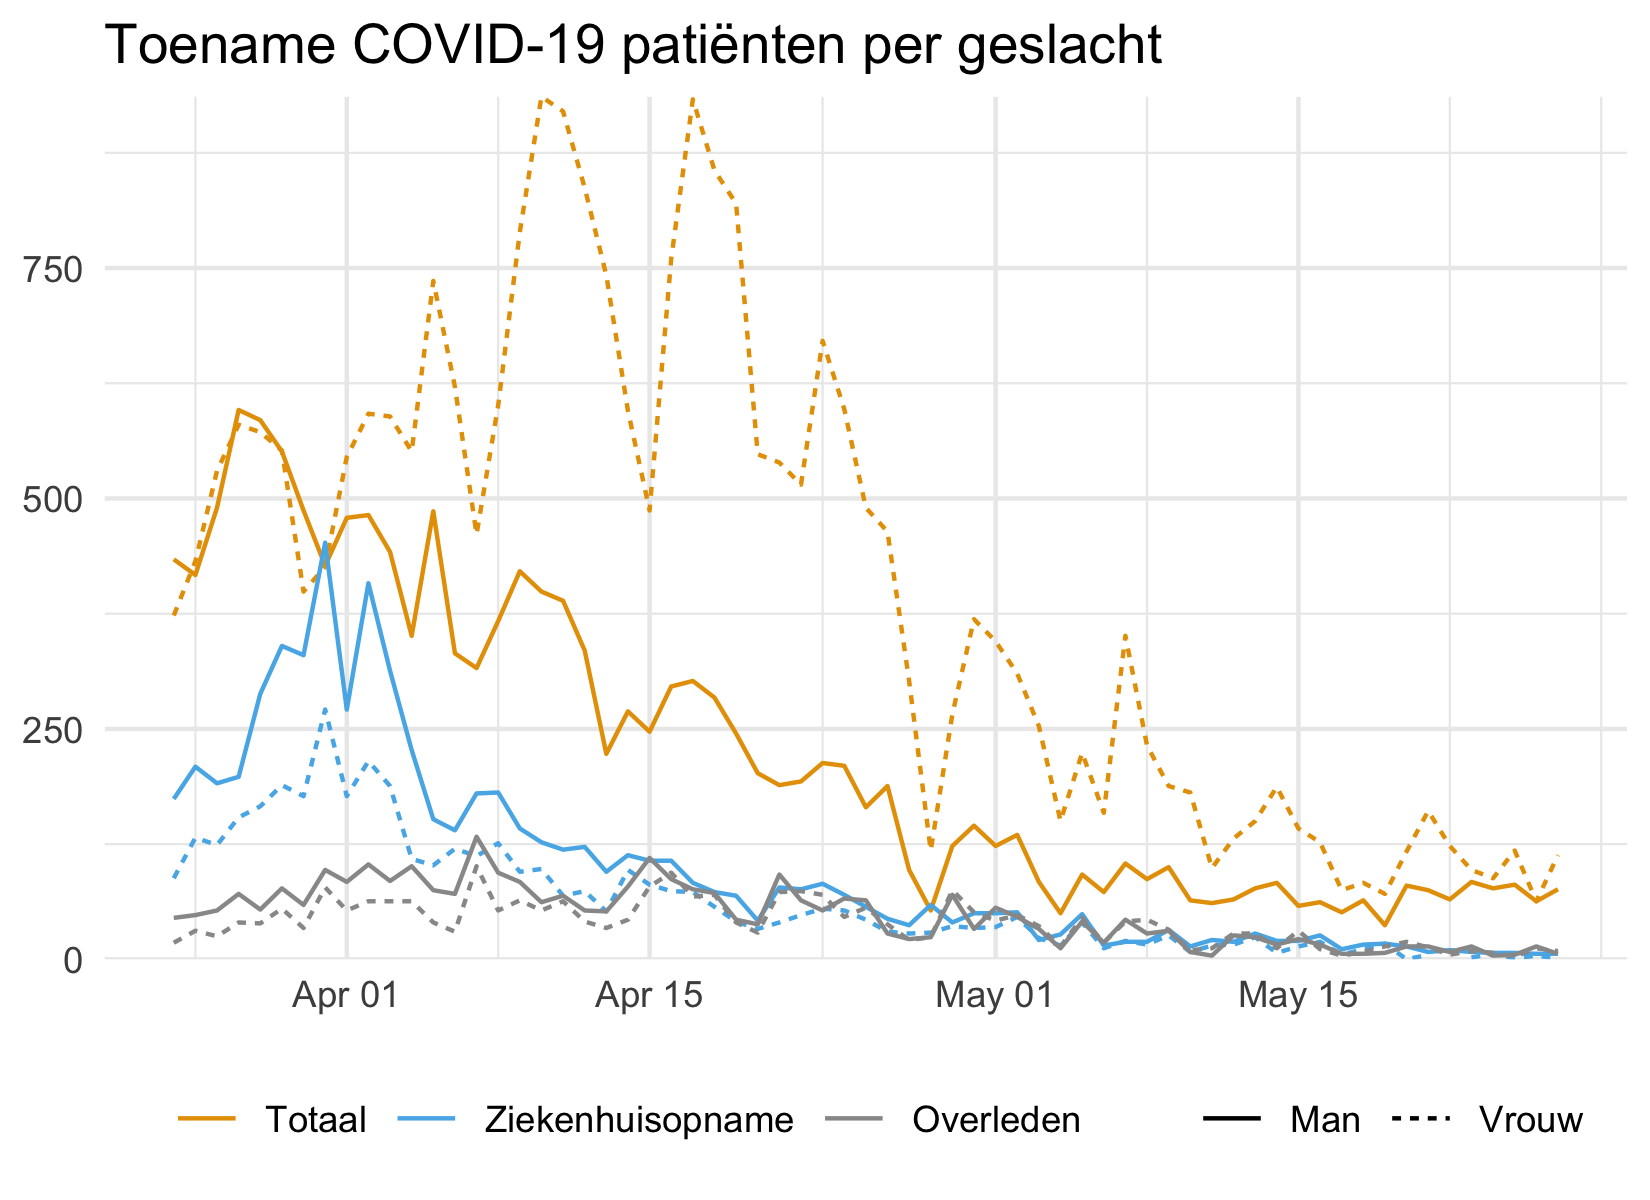 Toename COVID-19 patiënten per geslacht
750
500
250
0
Apr 01 Apr 15 May 01 May 15
Totaal Ziekenhuisopname Overleden Man Vrouw